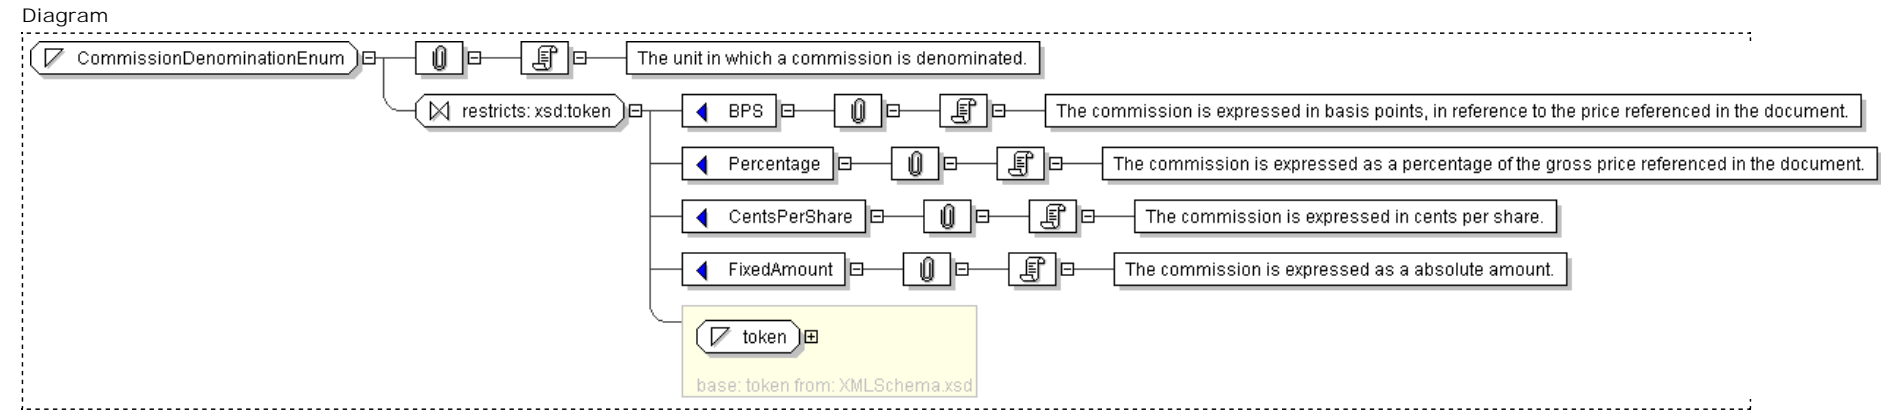 Diagram
CommissionDenominationEnum
The unit in which a commission is denominated.
restricts: xsd:token
BPS
The commission is expressed in basis points, in reference to the price referenced in the document.
Percentage
The commission is expressed as a percentage of the gross price referenced in the document.
CentsPerShare
The commission is expressed in cents per share.
FixedAmount
The commission is expressed as a absolute amount.
token
base: token from: XMLSchema.xsd